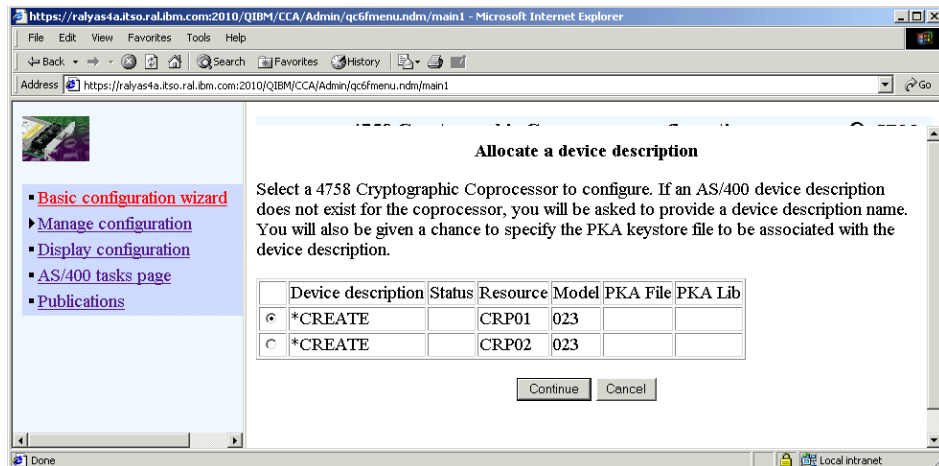 https://ralyas4a.itso.ral.ibm.com:2010/QIBM/CCA/Admin/qc6fmenu.ndm/main1 - Microsoft Internet Explorer
File Edit View Favorites Tools Help
Back Search Favorites History
Address https://ralyas4a.itso.ral.ibm.com:2010/QIBM/CCA/Admin/qc6fmenu.ndm/main1 Go
Basic configuration wizard
Manage configuration
Display configuration
AS/400 tasks page
Publications
Allocate a device description
Select a 4758 Cryptographic Coprocessor to configure. If an AS/400 device description
does not exist for the coprocessor, you will be asked to provide a device description name.
You will also be given a chance to specify the PKA keystore file to be associated with the
device description.
Device description Status Resource Model PKA File PKA Lib
*CREATE CRP01 023
*CREATE CRP02 023
Continue Cancel
Done Local intranet